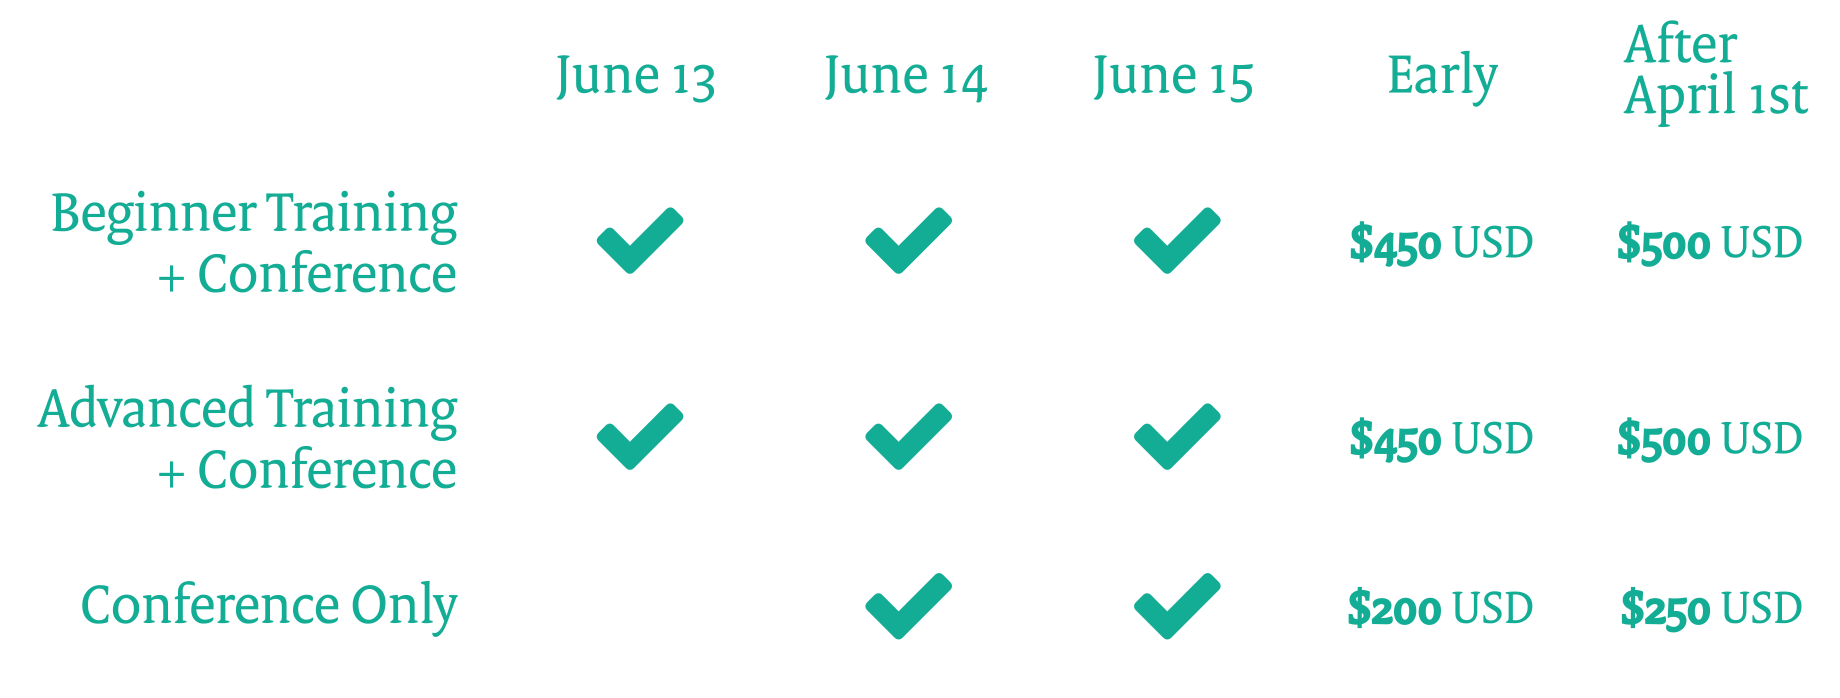 June 13 June 14 June 15 Early After
April 1st
Beginner Training
+ Conference
$450 USD $500 USD
Advanced Training
+ Conference
$450 USD $500 USD
Conference Only $200 USD $250 USD